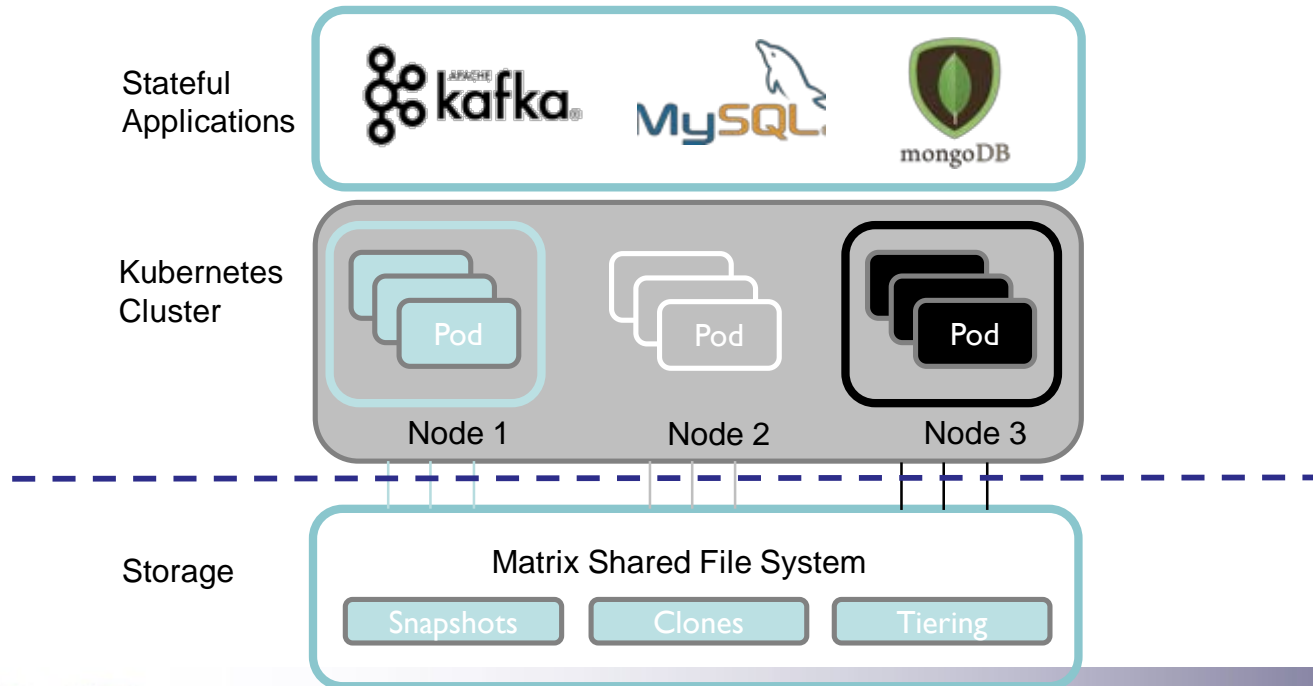 Stateful
Applications
APACHE
kafka®
MySQL
mongoDB
Kubernetes
Cluster
Pod
Pod
Pod
Node 1
Node 2
Node 3
Storage
Matrix Shared File System
Snapshots
Clones
Tiering